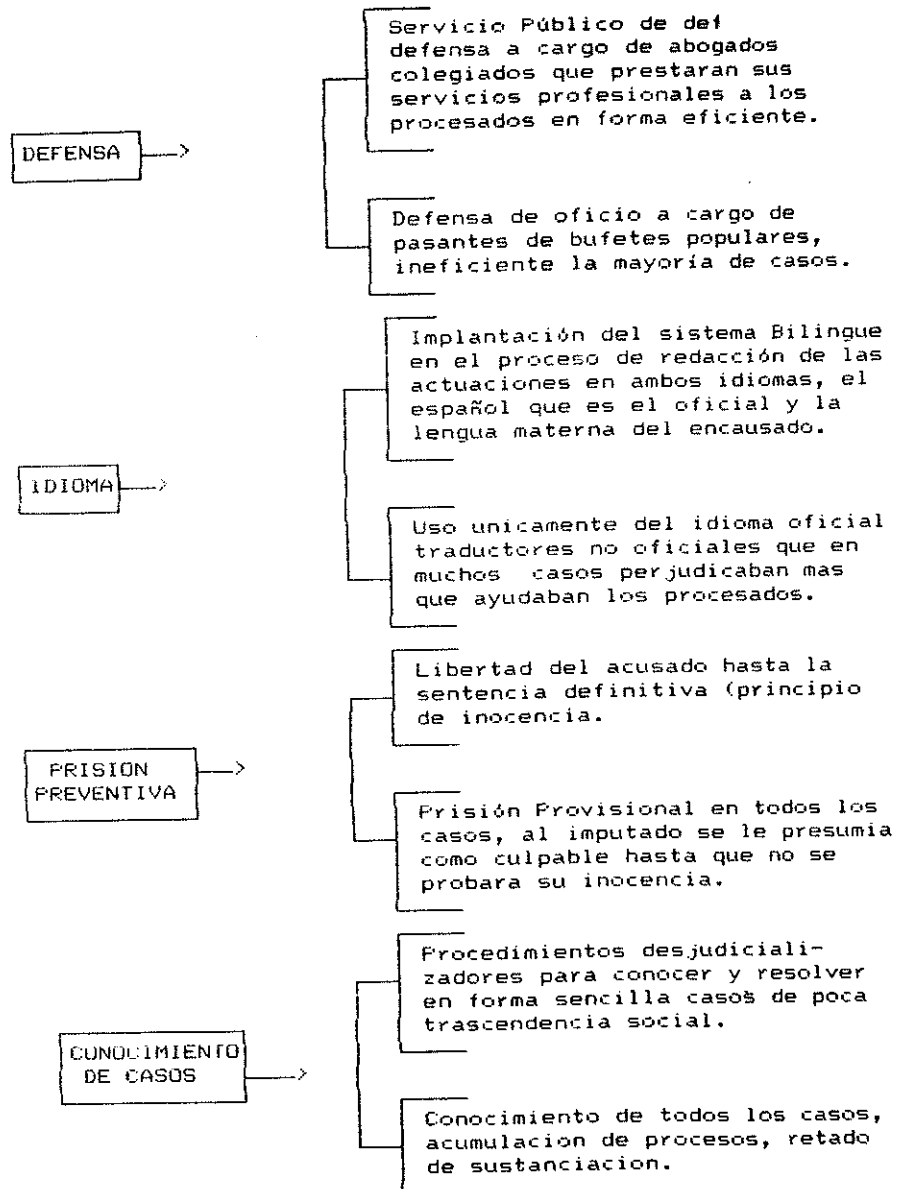 Servicio Público de def
defensa a cargo de abogados
colegiados que prestaran sus
servicios profesionales a los
procesados en forma eficiente.
DEFENSA
Defensa de oficio a cargo de
pasantes de bufetes populares,
ineficiente la mayoría de casos.
Implantación del sistema Bilingue
en el proceso de redacción de las
actuaciones en ambos idiomas, el
español que es el oficial y la
lengua materna del encausado.
IDIOMA
Uso unicamente del idioma oficial
traductores no oficiales que en
muchos casos perjudicaban mas
que ayudaban los procesados.
Libertad del acusado hasta la
sentencia definitiva (principio
de inocencia.
PRISION
PREVENTIVA
Prisión Provisional en todos los
casos, al imputado se le presumia
como culpable hasta que no se
probara su inocencia.
Procedimientos desjudiciali-
zadores para conocer y resolver
en forma sencilla casos de poca
trascendencia social.
CONOCIMIENTO
DE CASOS
Conocimiento de todos los casos,
acumulacion de procesos, retado
de sustanciacion.